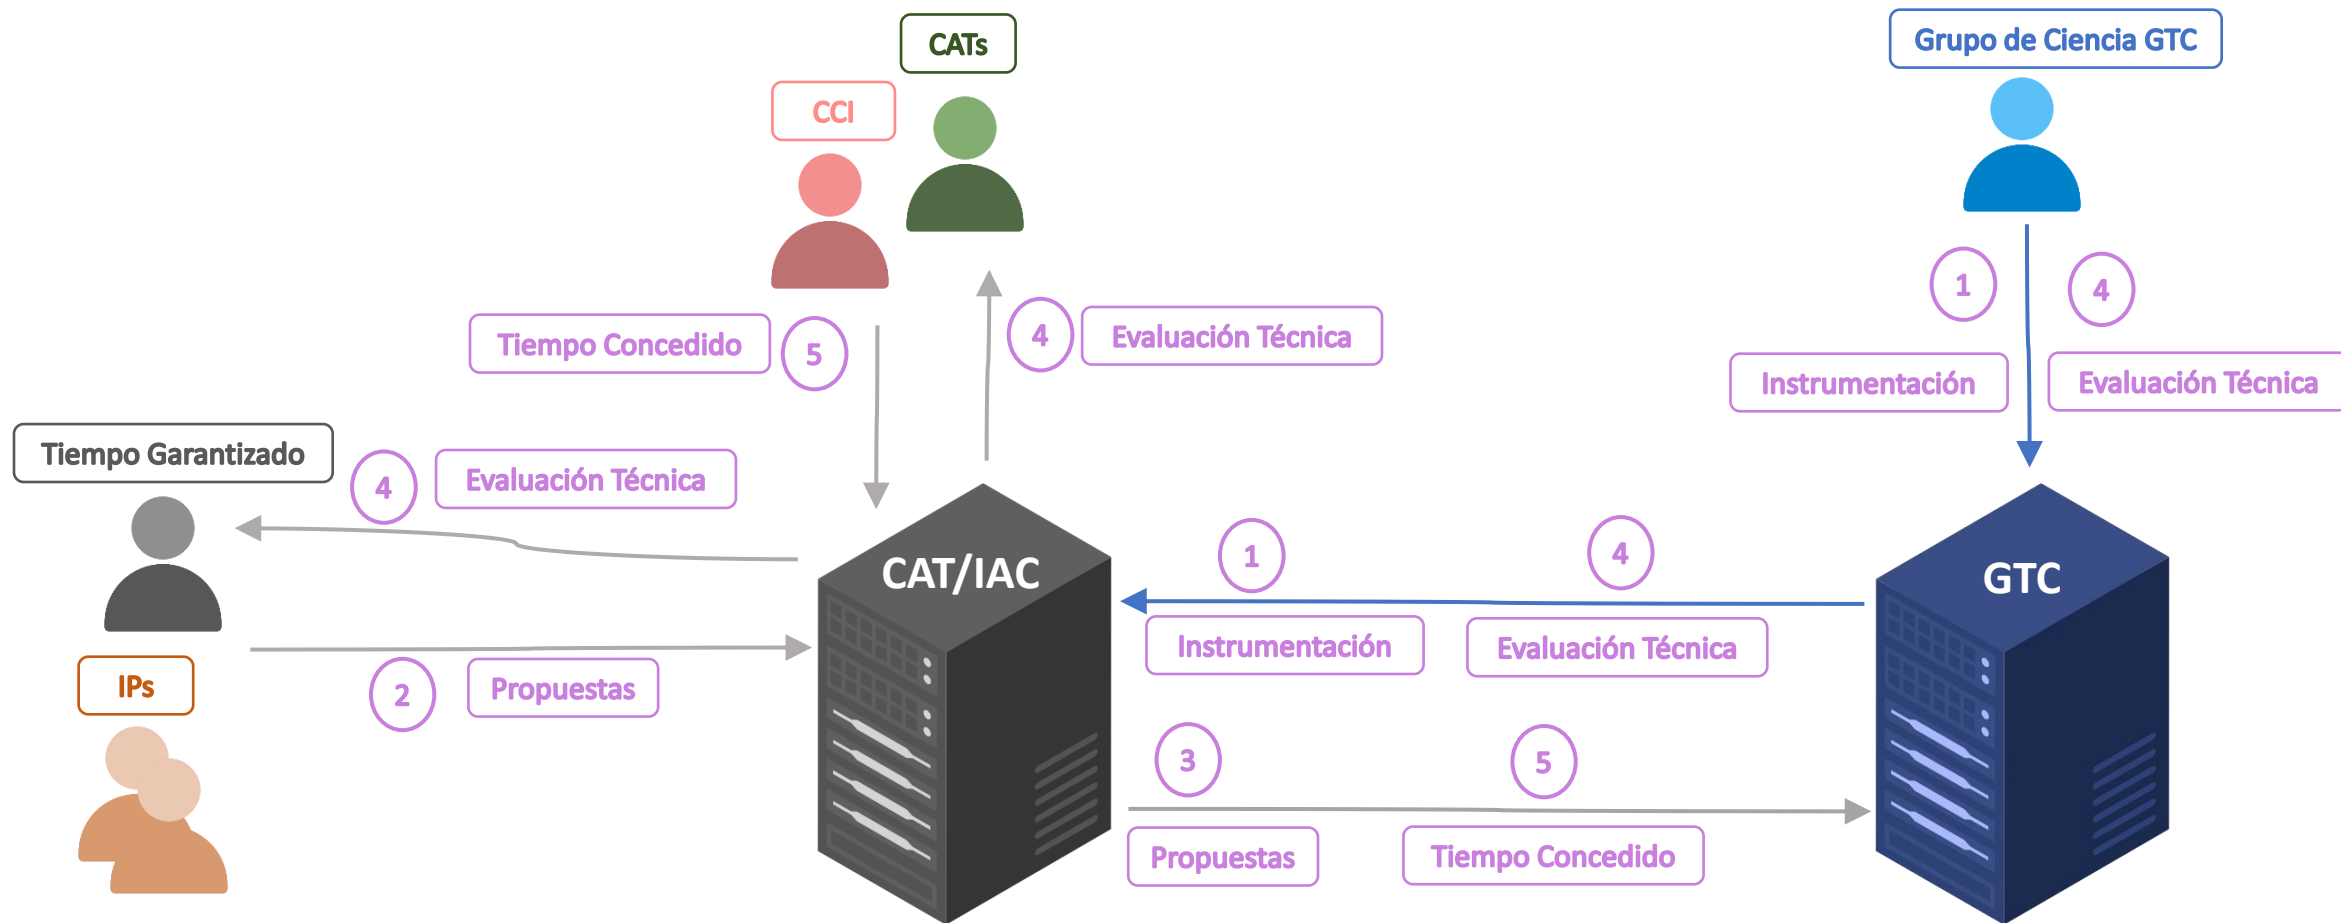 CATs
Grupo de Ciencia GTC
CCI
1
4
Tiempo Concedido
5
4
Evaluación Técnica
Instrumentación
Evaluación Técnica
Tiempo Garantizado
4
Evaluación Técnica
CAT/IAC
1
4
GTC
Instrumentación
Evaluación Técnica
IPs
2
Propuestas
3
5
Propuestas
Tiempo Concedido